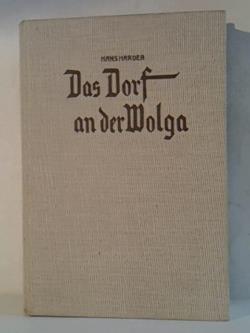 HANS HARDER
Das Dorf
an der Wolga